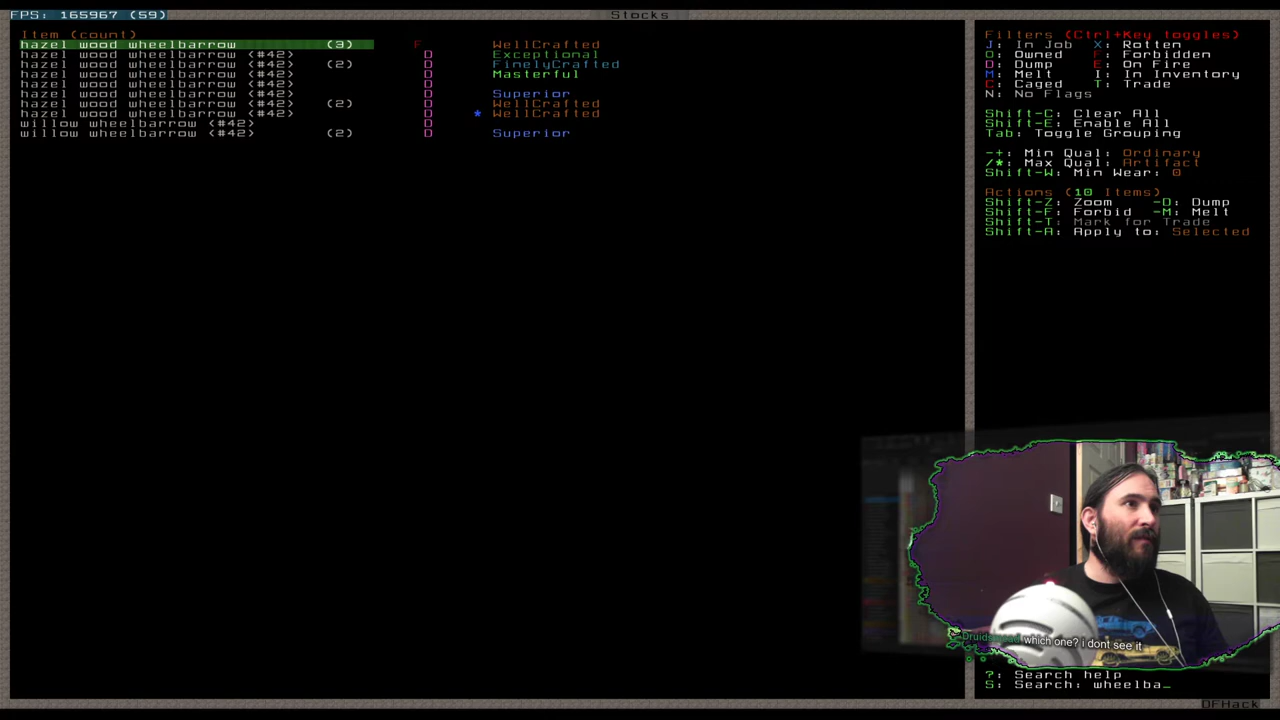 FPS: 165967 (59)
Stocks
Item (count)
hazel wood wheelbarrow (3) F WellCrafted
hazel wood wheelbarrow (#42) D Exceptional
hazel wood wheelbarrow (#42) (2) D FinelyCrafted
hazel wood wheelbarrow (#42) D Masterful
hazel wood wheelbarrow (#42) D
hazel wood wheelbarrow (#42) D Superior
hazel wood wheelbarrow (#42) (2) D WellCrafted
hazel wood wheelbarrow (#42) D * WellCrafted
willow wheelbarrow (#42) D
willow wheelbarrow (#42) (2) D Superior
Filters (Ctrl+Key toggles)
J: In Job X: Rotten
O: Owned F: Forbidden
D: Dump E: On Fire
M: Melt I: In Inventory
C: Caged T: Trade
N: No Flags
Shift-C: Clear All
Shift-E: Enable All
Tab: Toggle Grouping
-+: Min Qual: Ordinary
/*: Max Qual: Artifact
Shift-W: Min Wear: 0
Actions (10 Items)
Shift-Z: Zoom -D: Dump
Shift-F: Forbid -M: Melt
Shift-T: Mark for Trade
Shift-A: Apply to: Selected
which one? i dont see it
?: Search help
S: Search: wheelba_
DFHack